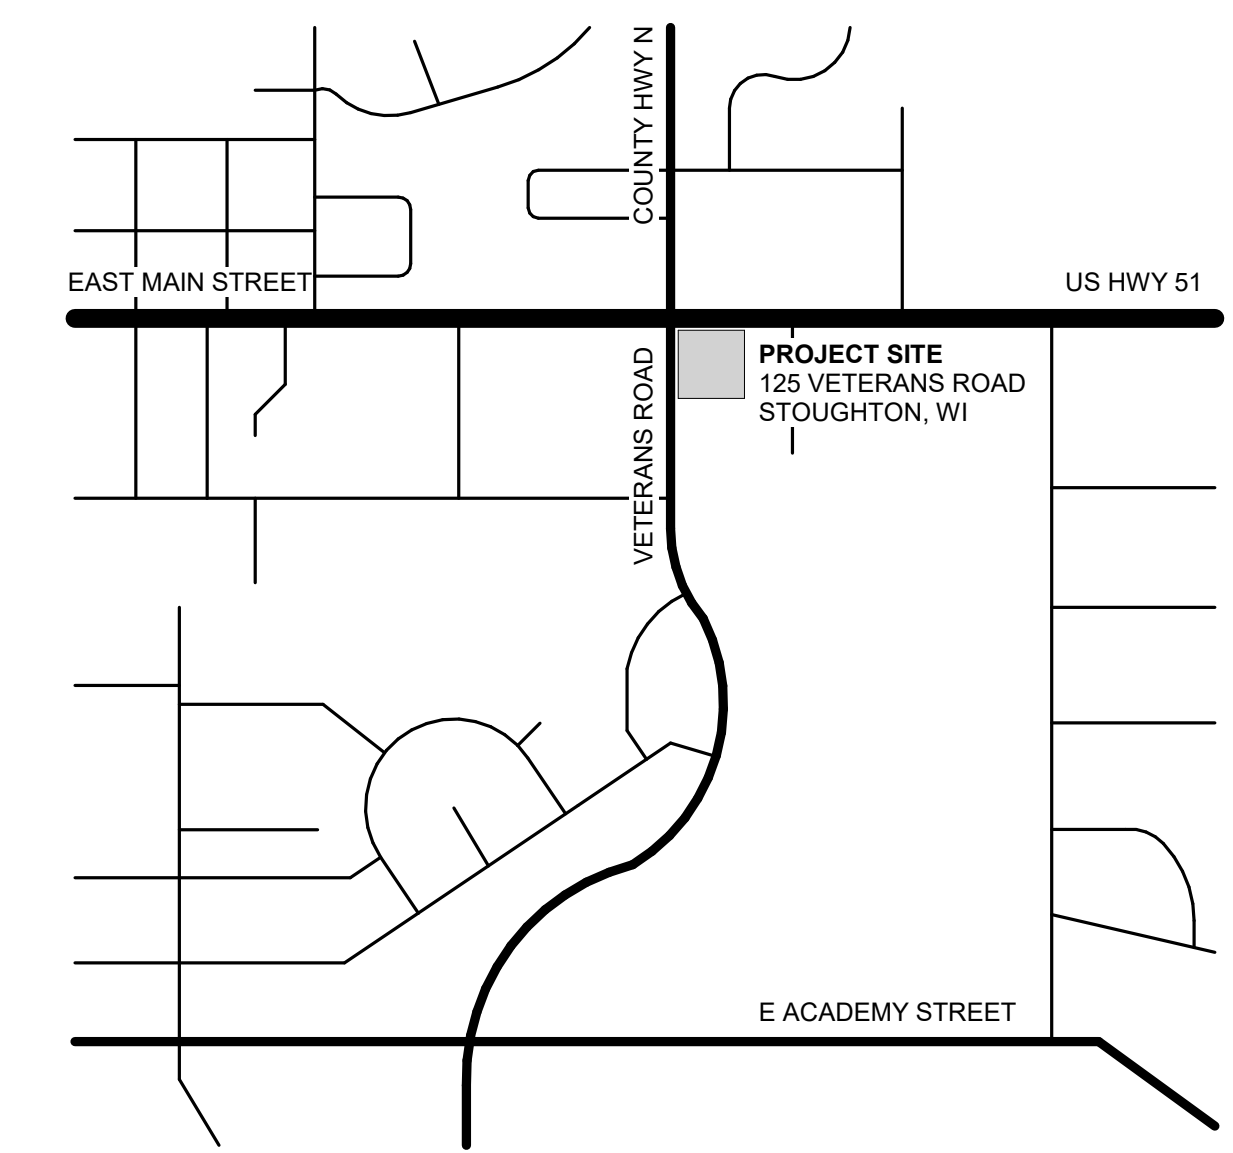 COUNTY HWY N
EAST MAIN STREET
US HWY 51
PROJECT SITE
125 VETERANS ROAD
STOUGHTON, WI
VETERANS ROAD
E ACADEMY STREET